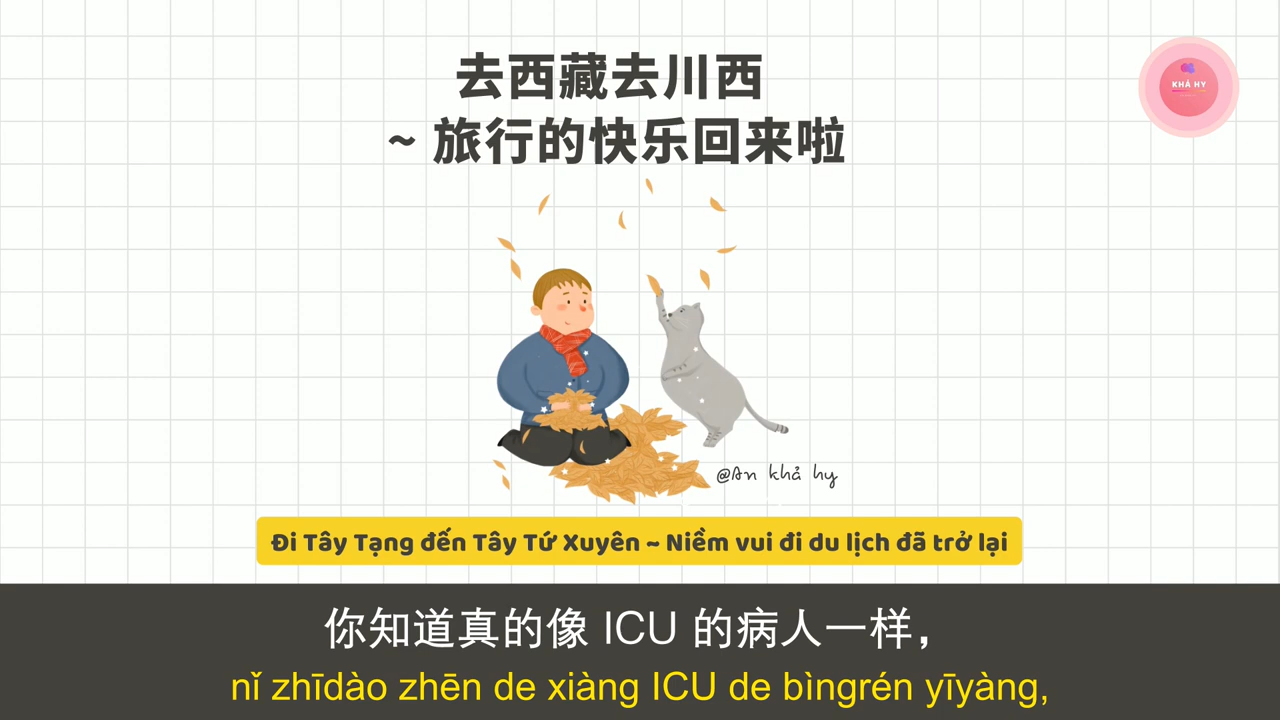 去西藏去川西
~ 旅行的快乐回来啦
KHẢ HY
@An khả hy
Đi Tây Tạng đến Tây Tứ Xuyên ~ Niềm vui đi du lịch đã trở lại
你知道真的像 ICU 的病人一样，
nǐ zhīdào zhēn de xiàng ICU de bìngrén yīyàng,